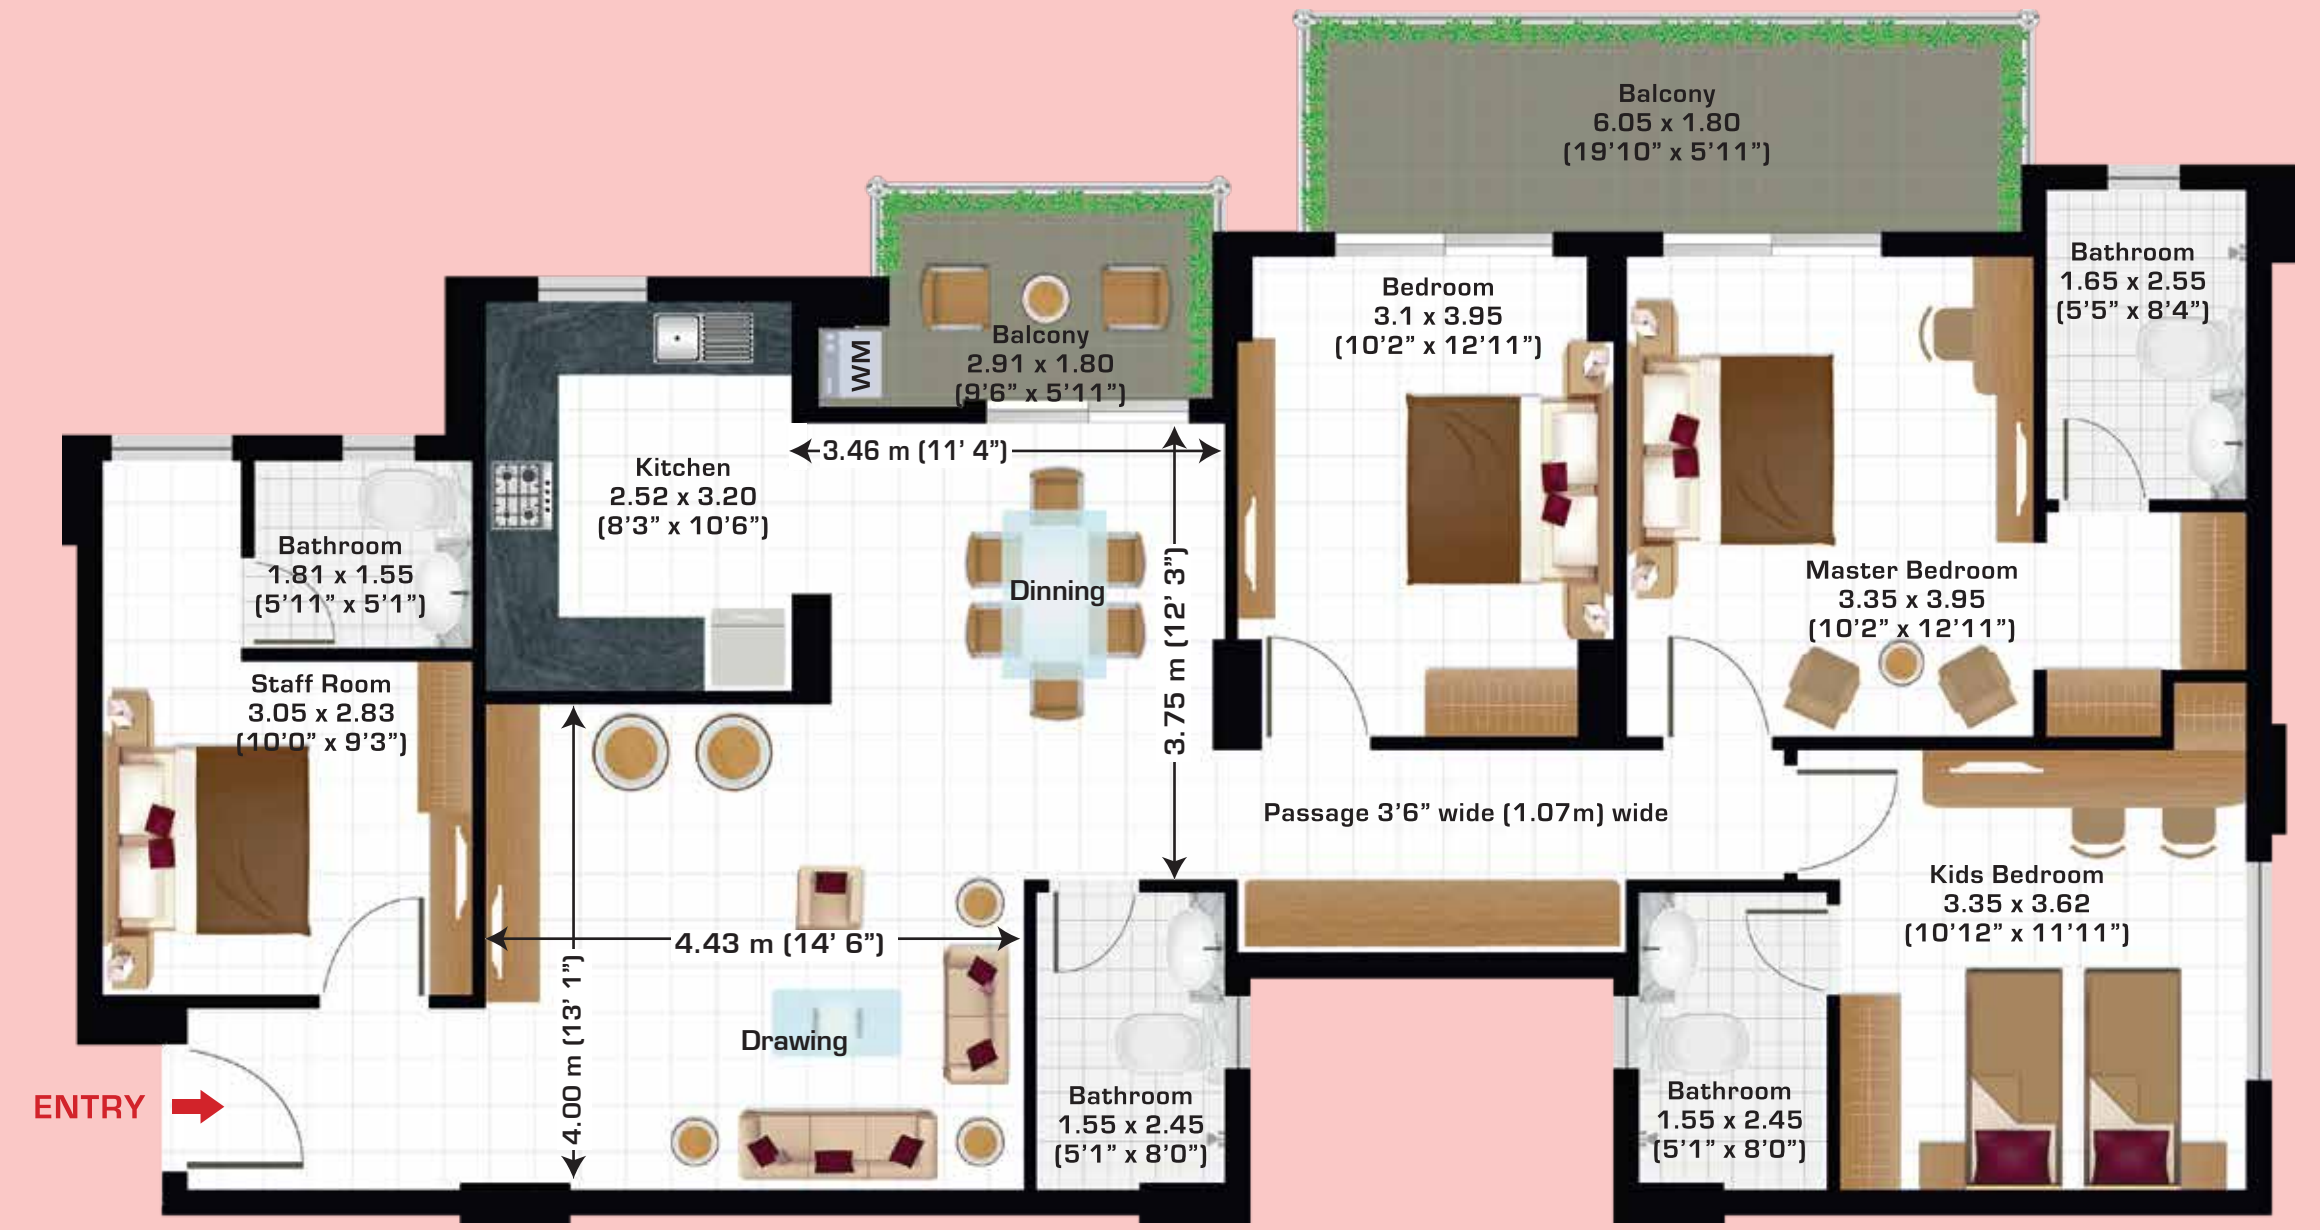 Balcony
6.05 x 1.80
(19’10” x 5’11”)
Bathroom
1.65 x 2.55
(5’5” x 8’4”)
Bedroom
3.1 x 3.95
(10’2” x 12’11”)
Balcony
2.91 x 1.80
(9’6” x 5’11”)
WM
3.46 m (11’ 4”)
Kitchen
2.52 x 3.20
(8’3” x 10’6”)
Bathroom
1.81 x 1.55
(5’11” x 5’1”)
Dinning
3.75 m (12’ 3”)
Master Bedroom
3.35 x 3.95
(10’2” x 12’11”)
Staff Room
3.05 x 2.83
(10’0” x 9’3”)
Passage 3’6” wide (1.07m) wide
Kids Bedroom
3.35 x 3.62
(10’12” x 11’11”)
4.43 m (14’ 6”)
4.00 m (13’ 1”)
Drawing
ENTRY
Bathroom
1.55 x 2.45
(5’1” x 8’0”)
Bathroom
1.55 x 2.45
(5’1” x 8’0”)